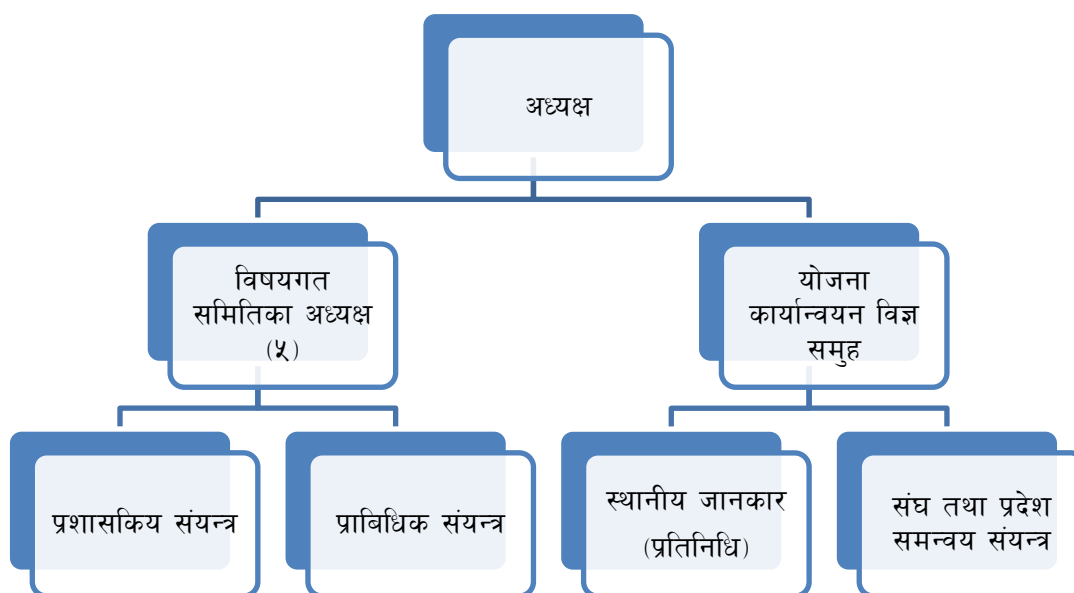 अध्यक्ष
विषयगत
समितिका अध्यक्ष
(५)
योजना
कार्यान्वयन विज्ञ
समुह
प्रशासकिय संयन्त्र
प्राबिधिक संयन्त्र
स्थानीय जानकार
(प्रतिनिधि)
संघ तथा प्रदेश
समन्वय संयन्त्र